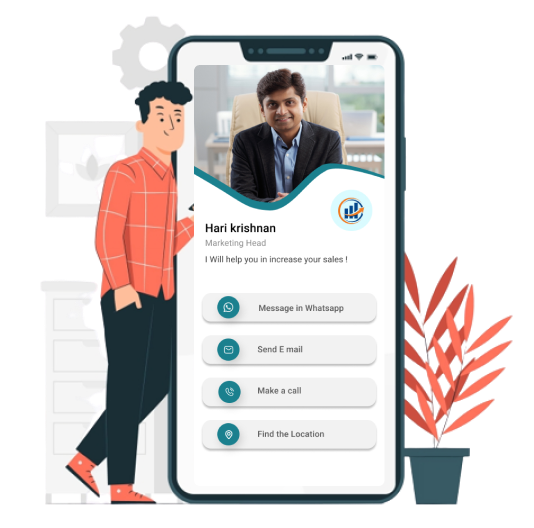 Hari krishnan
Marketing Head
I Will help you in increase your sales !
Message in Whatsapp
Send E mail
Make a call
Find the Location